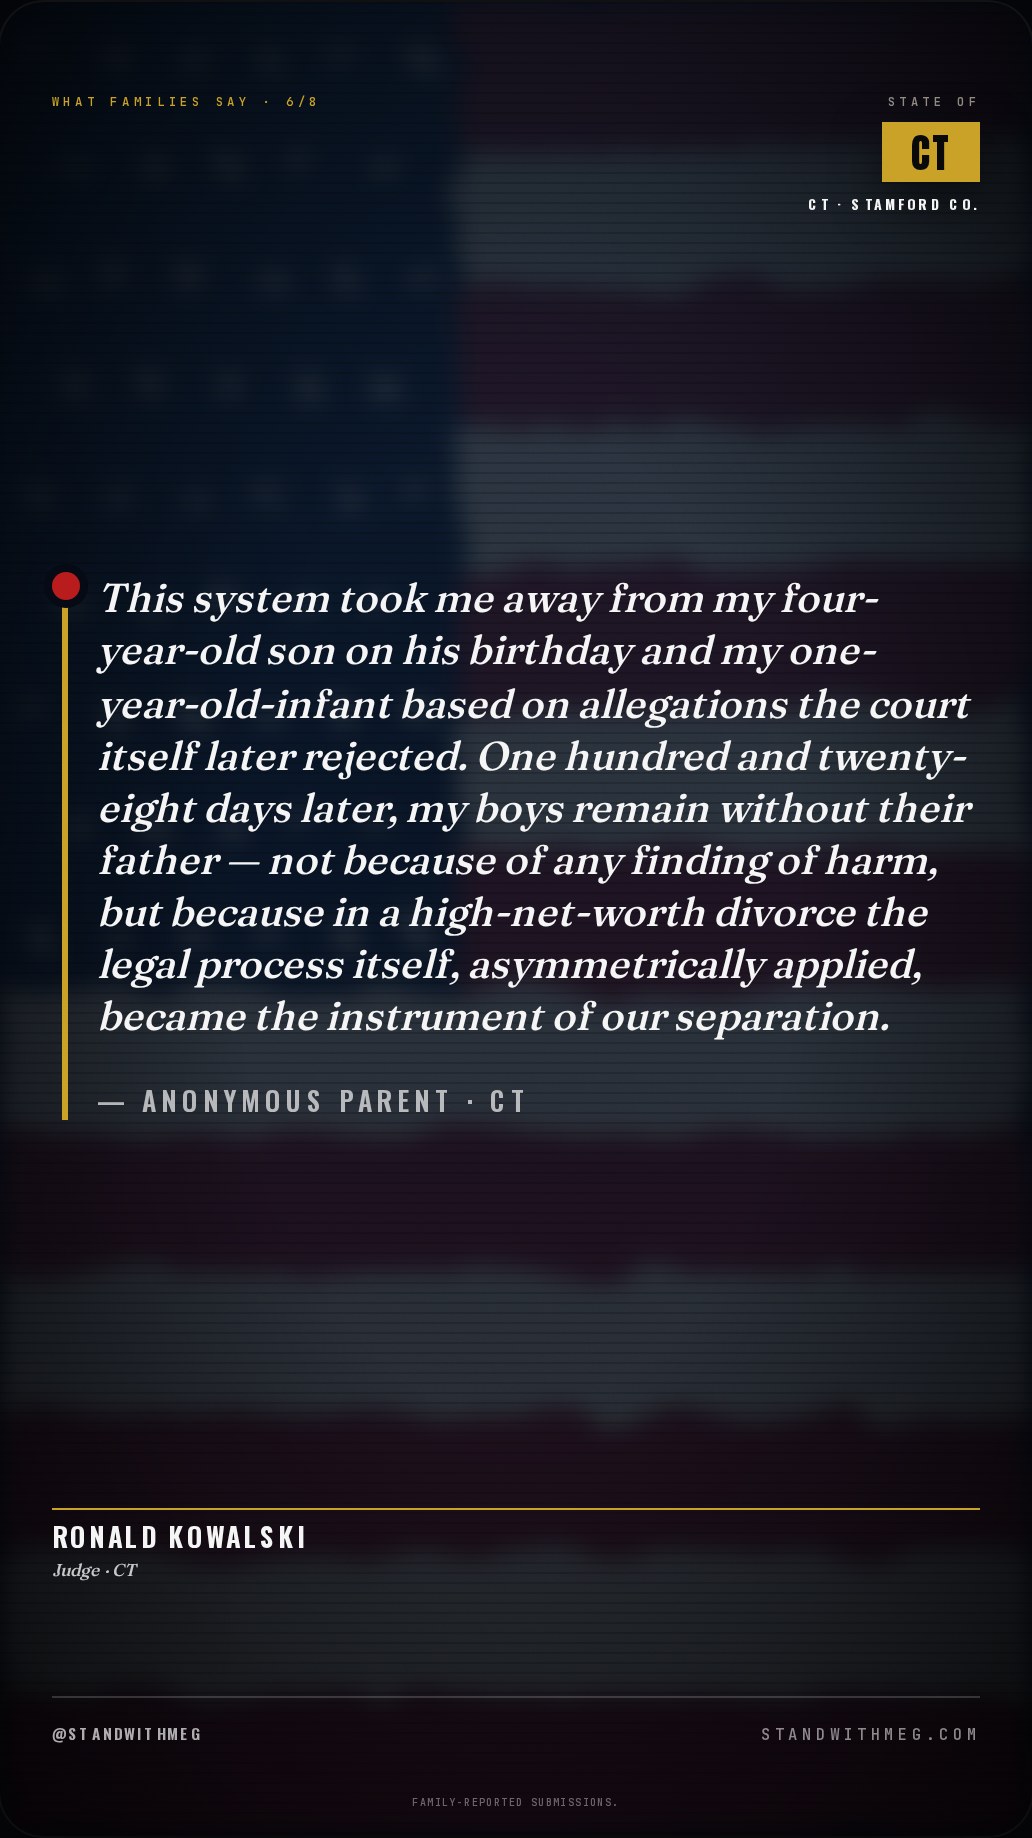 WHAT FAMILIES SAY · 6/8
STATE OF
CT
CT · STAMFORD CO.
This system took me away from my four-
year-old son on his birthday and my one-
year-old-infant based on allegations the court
itself later rejected. One hundred and twenty-
eight days later, my boys remain without their
father — not because of any finding of harm,
but because in a high-net-worth divorce the
legal process itself, asymmetrically applied,
became the instrument of our separation.
— ANONYMOUS PARENT · CT
RONALD KOWALSKI
Judge · CT
@STANDWITHMEG
STANDWITHMEG.COM
FAMILY-REPORTED SUBMISSIONS.